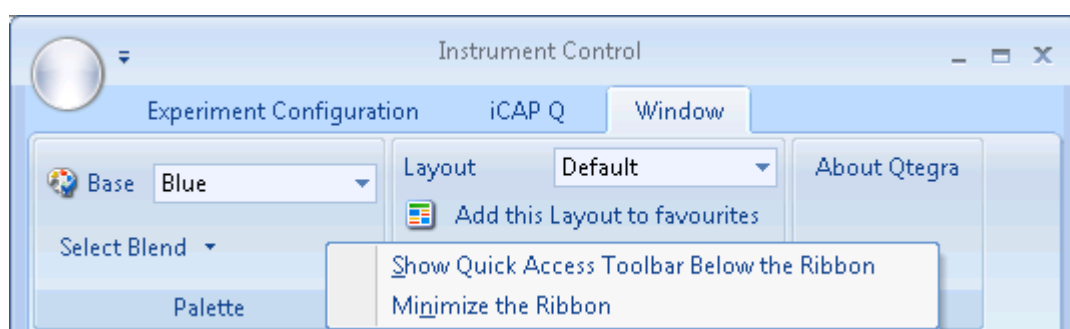 Instrument Control
Experiment Configuration iCAP Q Window
Base Blue Layout Default About Qtegra
Add this Layout to favourites
Select Blend
Show Quick Access Toolbar Below the Ribbon
Palette Minimize the Ribbon